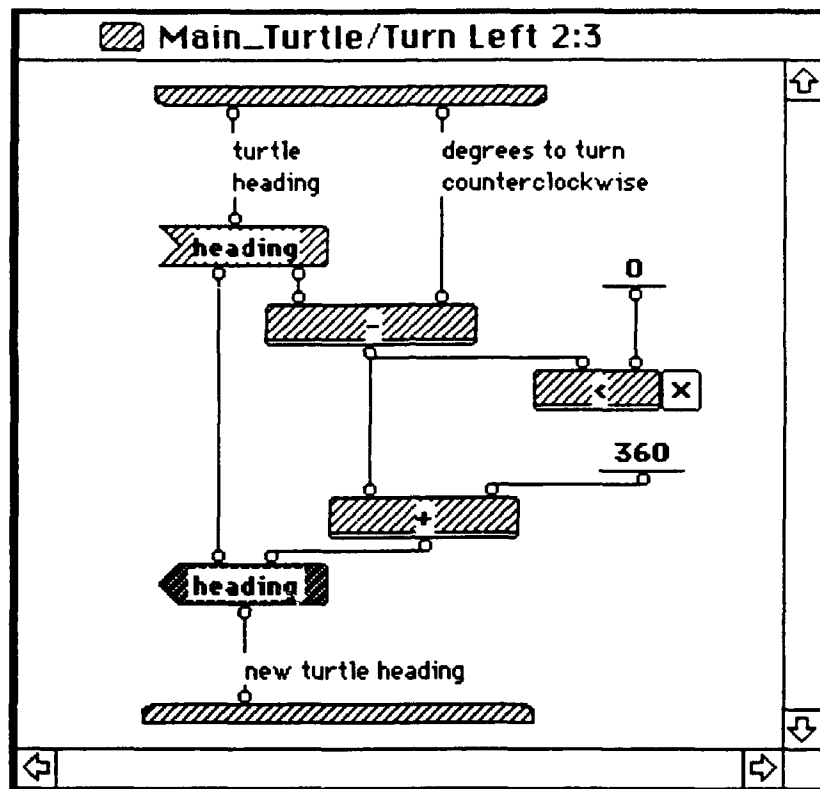 Main_Turtle/Turn Left 2:3
turtle
heading
degrees to turn
counterclockwise
heading
0
-
<
×
360
+
heading
new turtle heading